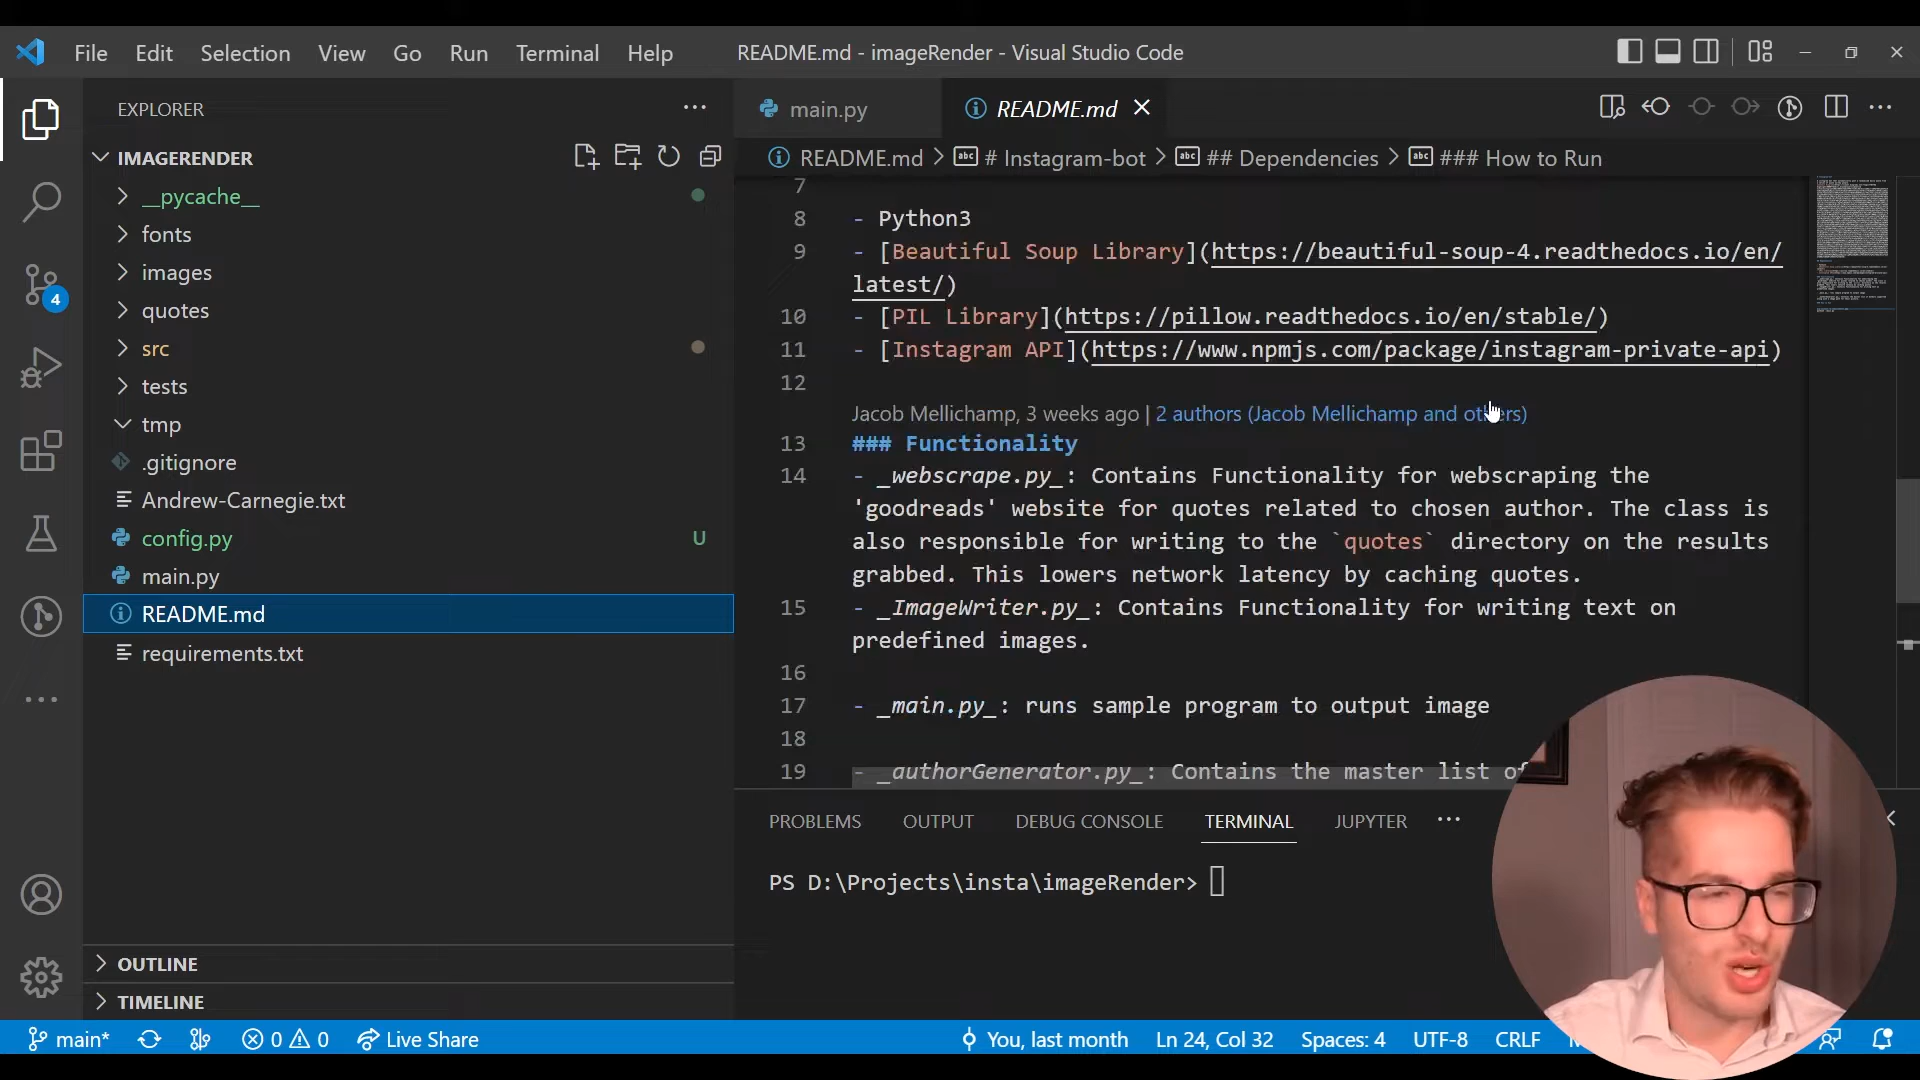 File Edit Selection View Go Run Terminal Help README.md - imageRender - Visual Studio Code
EXPLORER
IMAGERENDER
__pycache__
fonts
images
quotes
src
tests
tmp
.gitignore
Andrew-Carnegie.txt
config.py U
main.py
README.md
requirements.txt
OUTLINE
TIMELINE
4
main.py README.md
README.md > # Instagram-bot > ## Dependencies > ### How to Run
7
8 - Python3
9 - [Beautiful Soup Library](https://beautiful-soup-4.readthedocs.io/en/
latest/)
10 - [PIL Library](https://pillow.readthedocs.io/en/stable/)
11 - [Instagram API](https://www.npmjs.com/package/instagram-private-api)
12
Jacob Mellichamp, 3 weeks ago | 2 authors (Jacob Mellichamp and others)
13 ### Functionality
14 - _webscrape.py_: Contains Functionality for webscraping the
'goodreads' website for quotes related to chosen author. The class is
also responsible for writing to the `quotes` directory on the results
grabbed. This lowers network latency by caching quotes.
15 - _ImageWriter.py_: Contains Functionality for writing text on
predefined images.
16
17 - _main.py_: runs sample program to output image
18
19 - _authorGenerator.py_: Contains the master list of
PROBLEMS OUTPUT DEBUG CONSOLE TERMINAL JUPYTER
PS D:\Projects\insta\imageRender>
main* 0 0 Live Share You, last month Ln 24, Col 32 Spaces: 4 UTF-8 CRLF